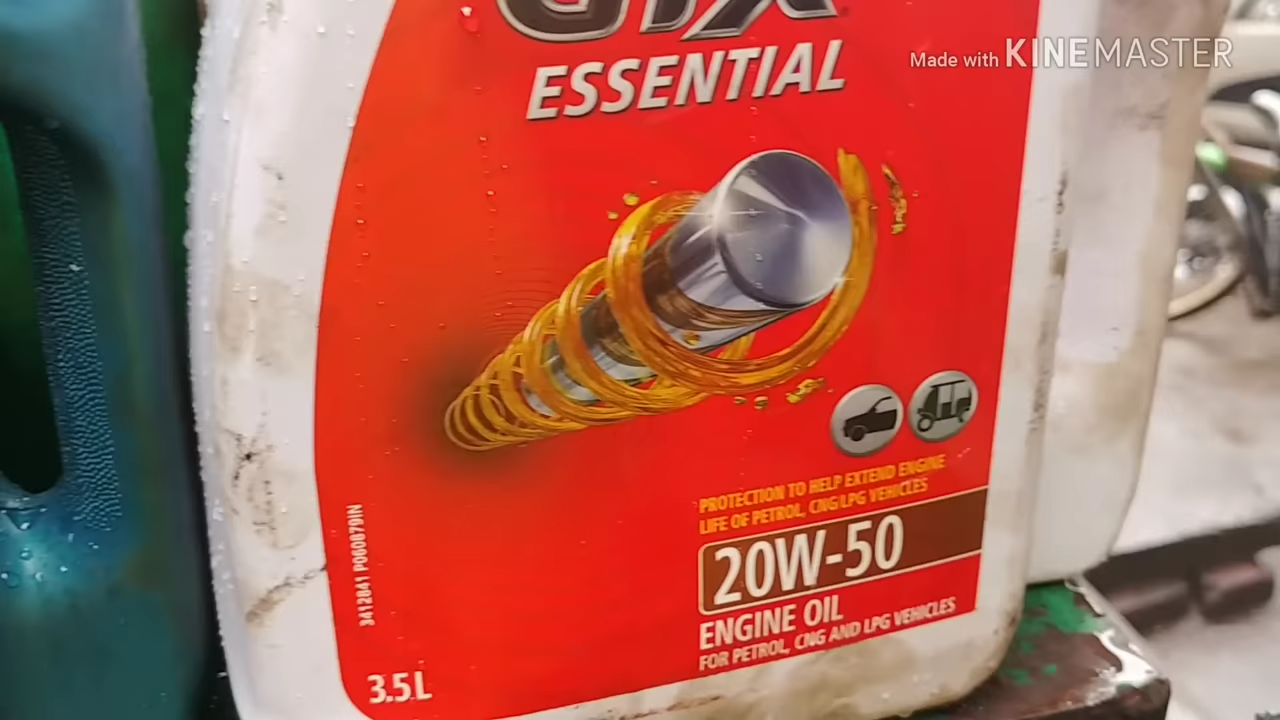 GTX
ESSENTIAL
Made with KINEMASTER
PROTECTION TO HELP EXTEND ENGINE
LIFE OF PETROL, CNG/LPG VEHICLES
20W-50
ENGINE OIL
FOR PETROL, CNG AND LPG VEHICLES
3412841 P060879IN
3.5L